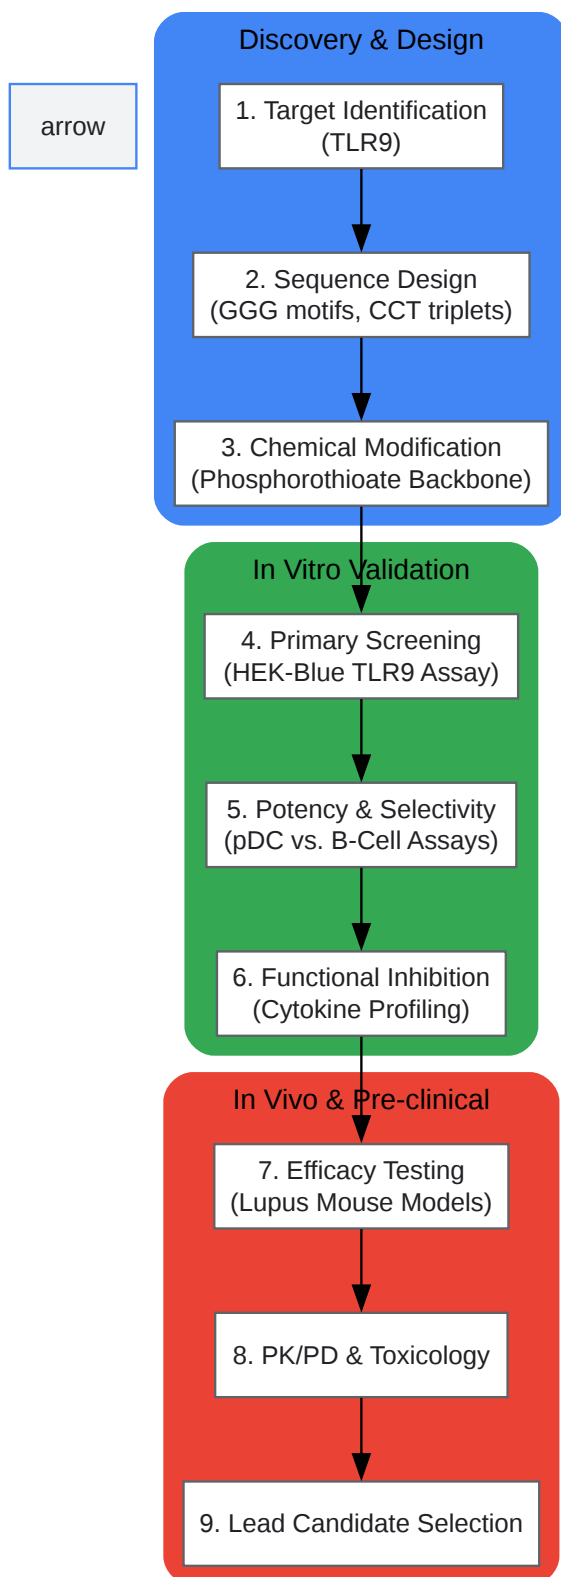 Discovery & Design
arrow
1. Target Identification
(TLR9)
2. Sequence Design
(GGG motifs, CCT triplets)
3. Chemical Modification
(Phosphorothioate Backbone)
In Vitro Validation
4. Primary Screening
(HEK-Blue TLR9 Assay)
5. Potency & Selectivity
(pDC vs. B-Cell Assays)
6. Functional Inhibition
(Cytokine Profiling)
In Vivo & Pre-clinical
7. Efficacy Testing
(Lupus Mouse Models)
8. PK/PD & Toxicology
9. Lead Candidate Selection